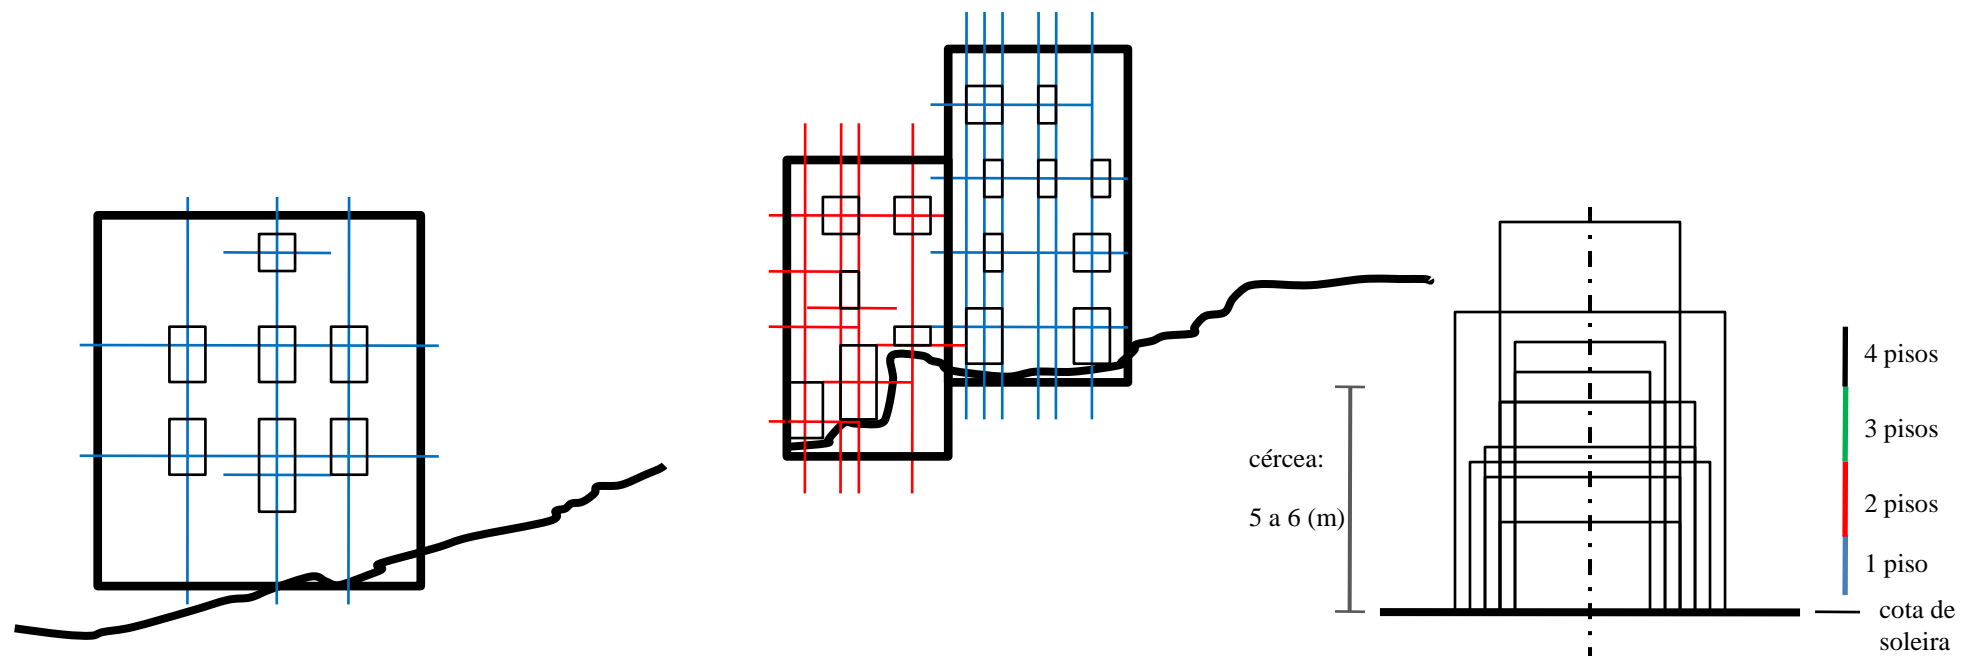 cércea:
5 a 6 (m)
4 pisos
3 pisos
2 pisos
1 piso
cota de
soleira